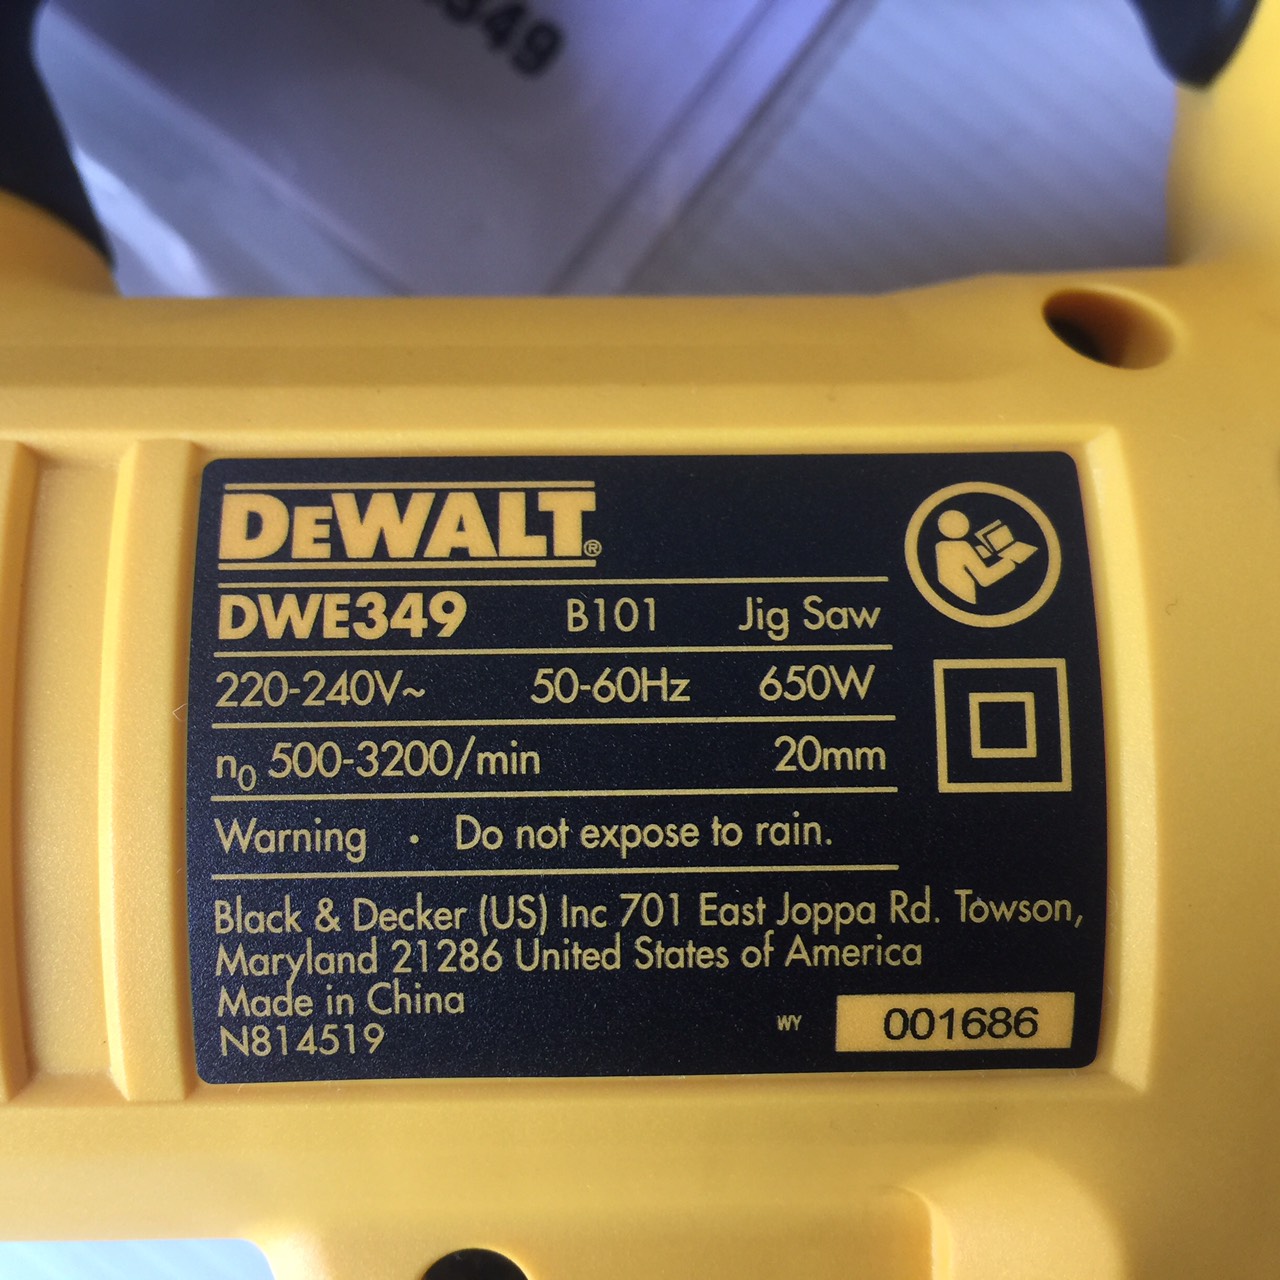 349
DEWALT®
DWE349 B101 Jig Saw
220-240V~ 50-60Hz 650W
n₀ 500-3200/min 20mm
Warning · Do not expose to rain.
Black & Decker (US) Inc 701 East Joppa Rd. Towson,
Maryland 21286 United States of America
Made in China
N814519 WY 001686